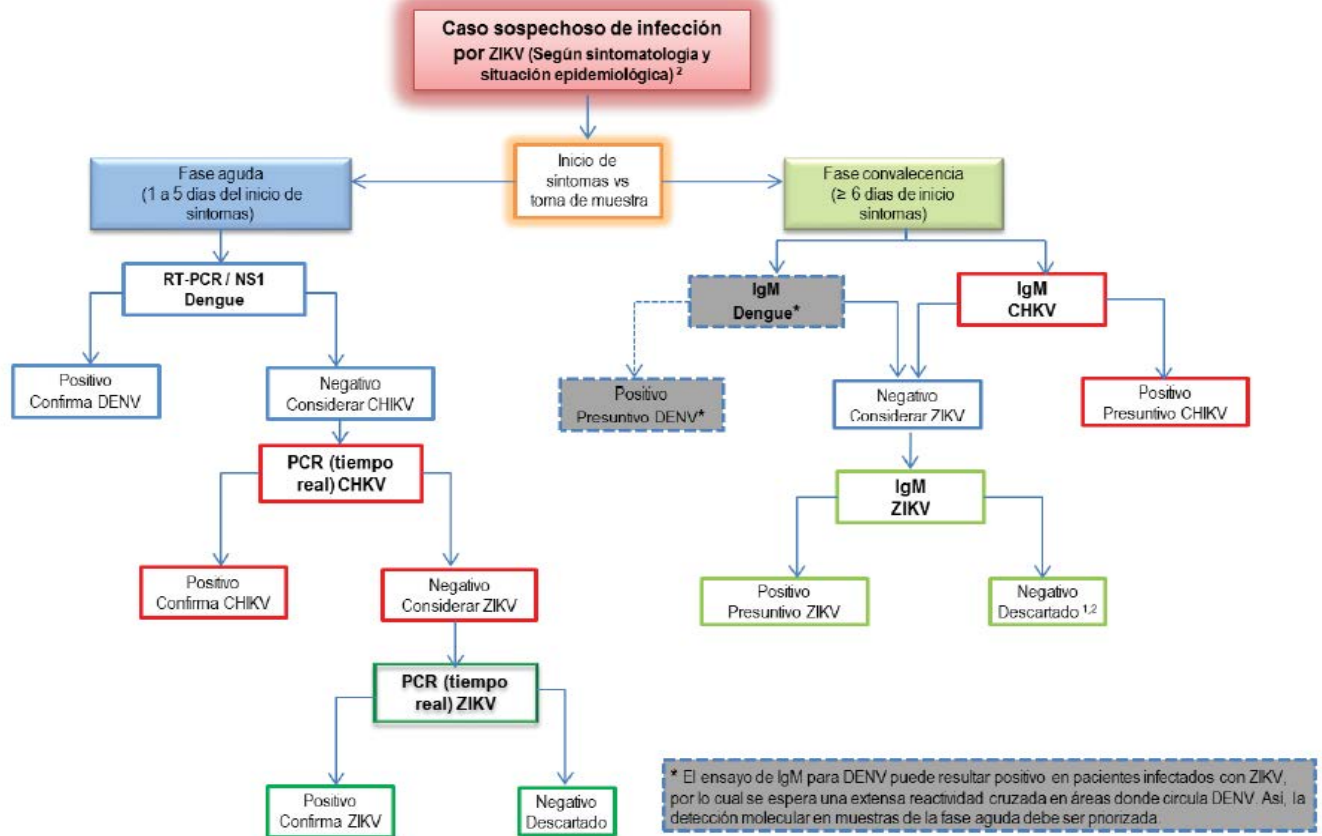 Caso sospechoso de infección
por ZIKV (Según sintomatologia y
situación epidemiológica) ²
Inicio de
sintomas vs
toma de muestra
Fase aguda
(1 a 5 dias del inicio de
sintomas)
Fase convalecencia
(≥ 6 dias de inicio
sintomas)
RT-PCR / NS1
Dengue
IgM
Dengue*
IgM
CHKV
Positivo
Confirma DENV
Negativo
Considerar CHIKV
Positivo
Presuntivo DENV*
Negativo
Considerar ZIKV
Positivo
Presuntivo CHIKV
PCR (tiempo
real) CHKV
IgM
ZIKV
Positivo
Confirma CHIKV
Negativo
Considerar ZIKV
Positivo
Presuntivo ZIKV
Negativo
Descartado ¹,²
PCR (tiempo
real) ZIKV
Positivo
Confirma ZIKV
Negativo
Descartado
* El ensayo de IgM para DENV puede resultar positivo en pacientes infectados con ZIKV,
por lo cual se espera una extensa reactividad cruzada en áreas donde circula DENV. Así, la
detección molecular en muestras de la fase aguda debe ser priorizada.